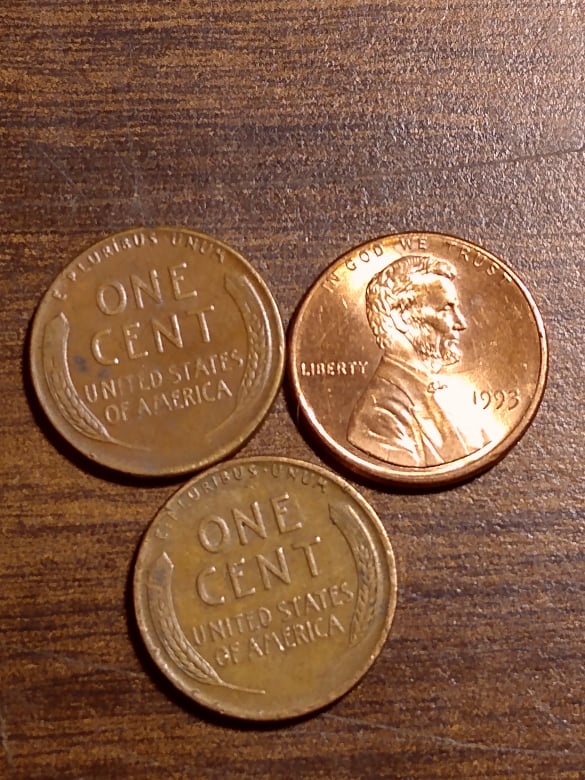 E·PLURIBUS·UNUM
ONE
CENT
UNITED STATES
OF AMERICA
IN GOD WE TRUST
LIBERTY
1993
E·PLURIBUS·UNUM
ONE
CENT
UNITED STATES
OF AMERICA